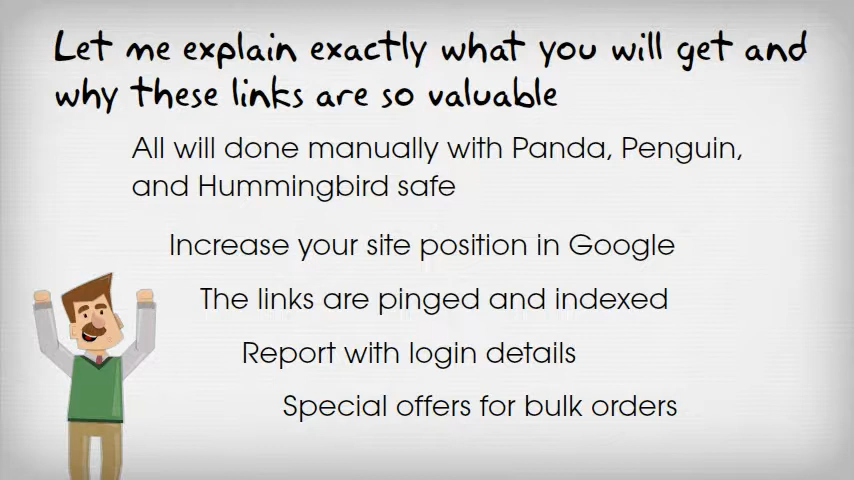 Let me explain exactly what you will get and
why these links are so valuable
All will done manually with Panda, Penguin,
and Hummingbird safe
Increase your site position in Google
The links are pinged and indexed
Report with login details
Special offers for bulk orders